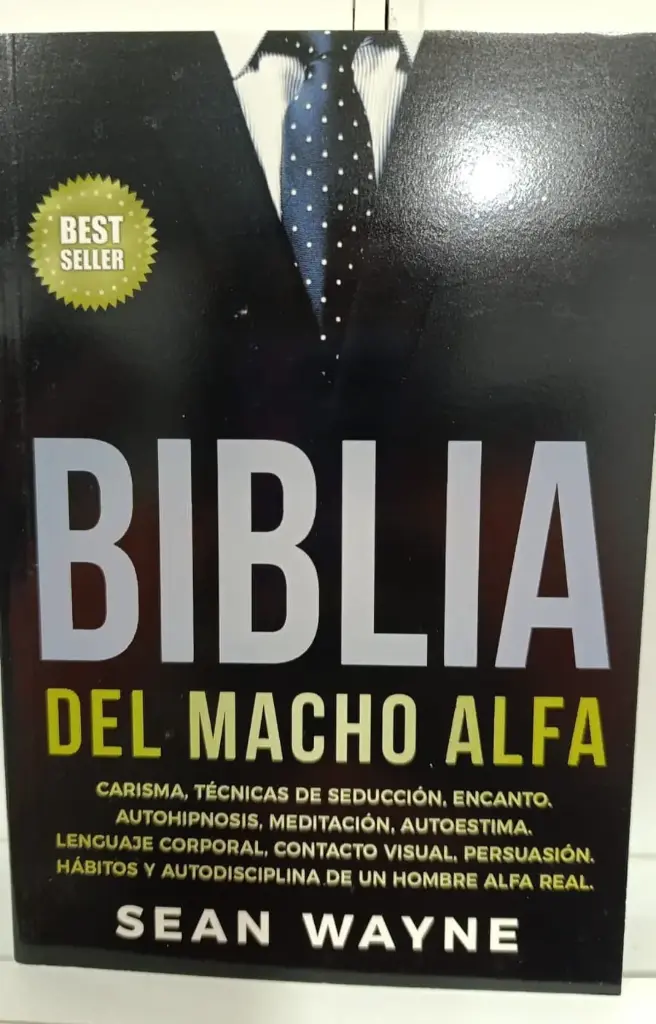 BEST
SELLER
BIBLIA
DEL MACHO ALFA
CARISMA, TÉCNICAS DE SEDUCCIÓN, ENCANTO.
AUTOHIPNOSIS, MEDITACIÓN, AUTOESTIMA.
LENGUAJE CORPORAL, CONTACTO VISUAL, PERSUASIÓN.
HÁBITOS Y AUTODISCIPLINA DE UN HOMBRE ALFA REAL.
SEAN WAYNE